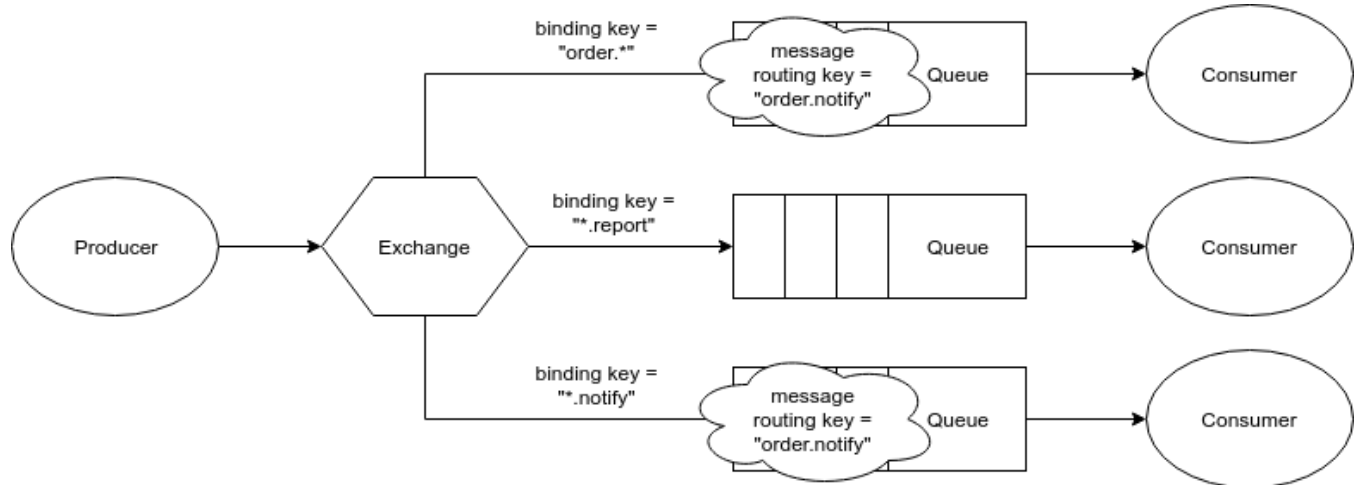 binding key =
"order.*"
message
routing key =
"order.notify"
Queue
Consumer
Producer
Exchange
binding key =
"*.report"
Queue
Consumer
binding key =
"*.notify"
message
routing key =
"order.notify"
Queue
Consumer